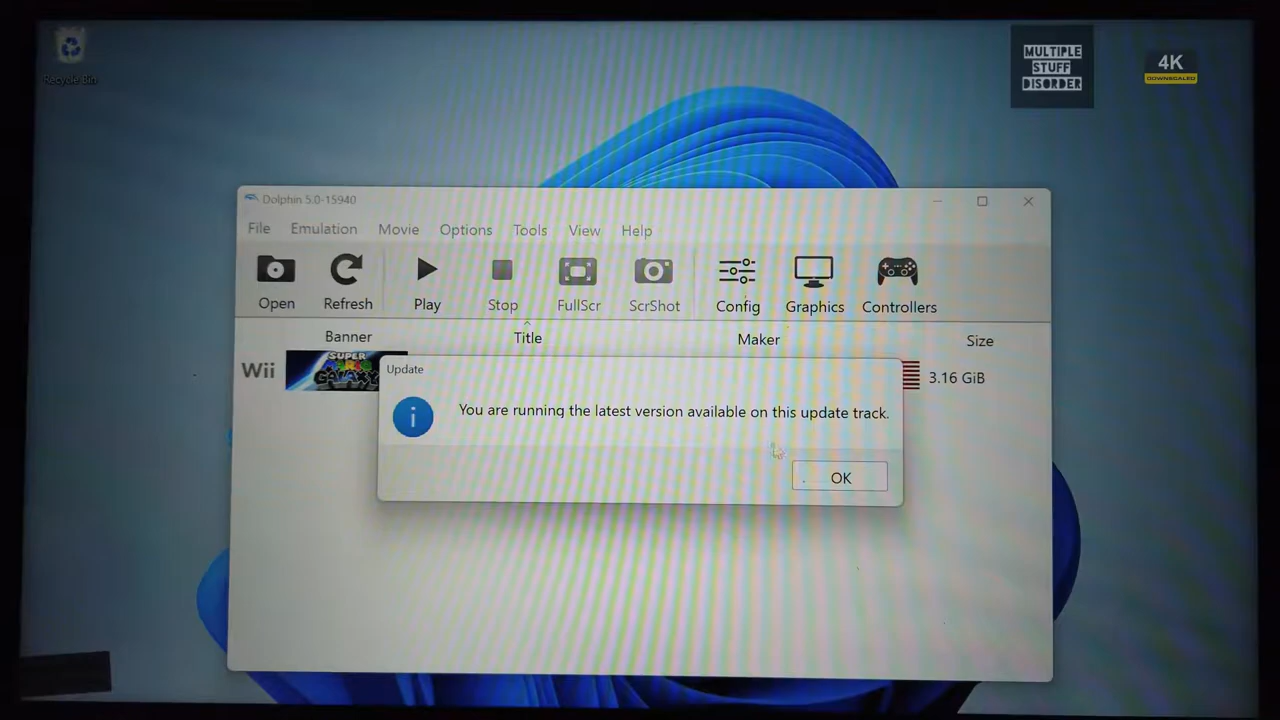 Recycle Bin
MULTIPLE
STUFF
DISORDER
4K
DOWNSCALED
Dolphin 5.0-15940
File Emulation Movie Options Tools View Help
Open Refresh Play Stop FullScr ScrShot Config Graphics Controllers
Banner Title Maker Size
Wii SUPER 3.16 GiB
GALAXY
Update
You are running the latest version available on this update track.
OK